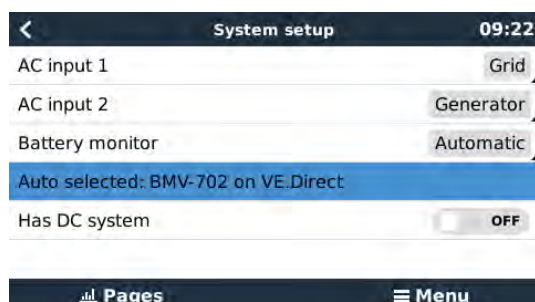 System setup 09:22
AC input 1 Grid
AC input 2 Generator
Battery monitor Automatic
Auto selected: BMV-702 on VE.Direct
Has DC system OFF
Pages Menu